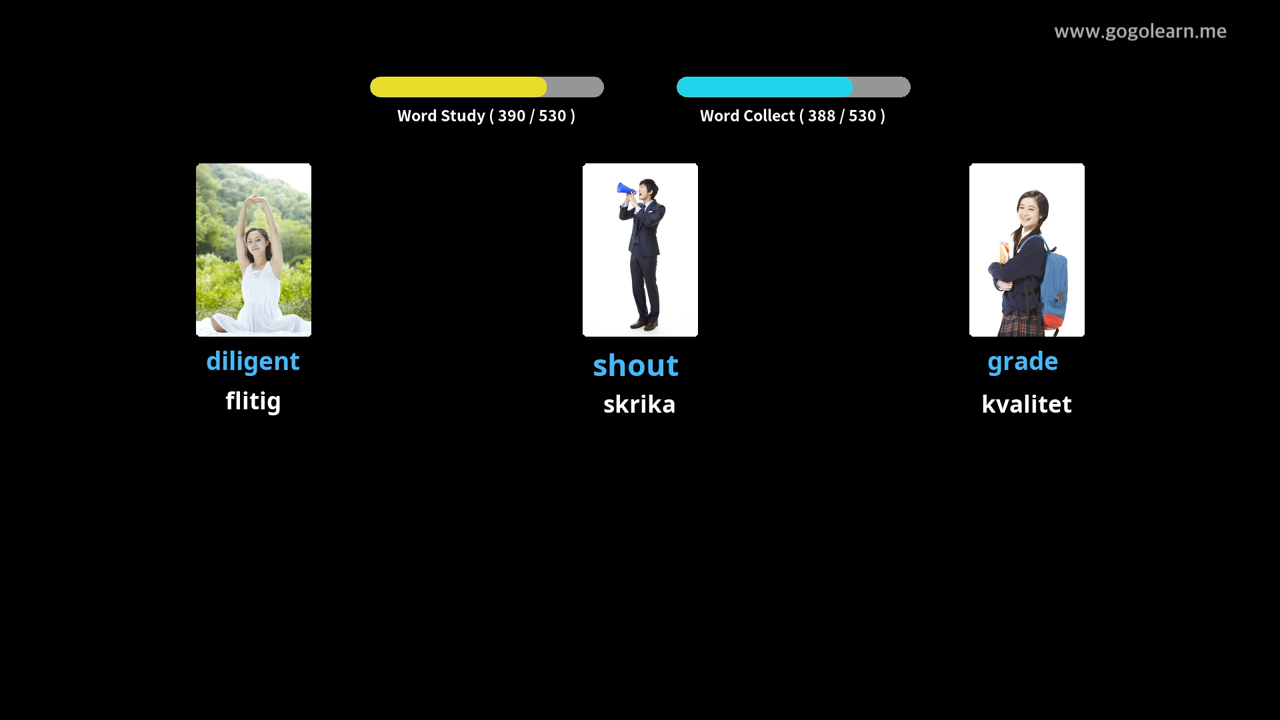 www.gogolearn.me
Word Study ( 390 / 530 )
Word Collect ( 388 / 530 )
diligent
flitig
shout
skrika
grade
kvalitet